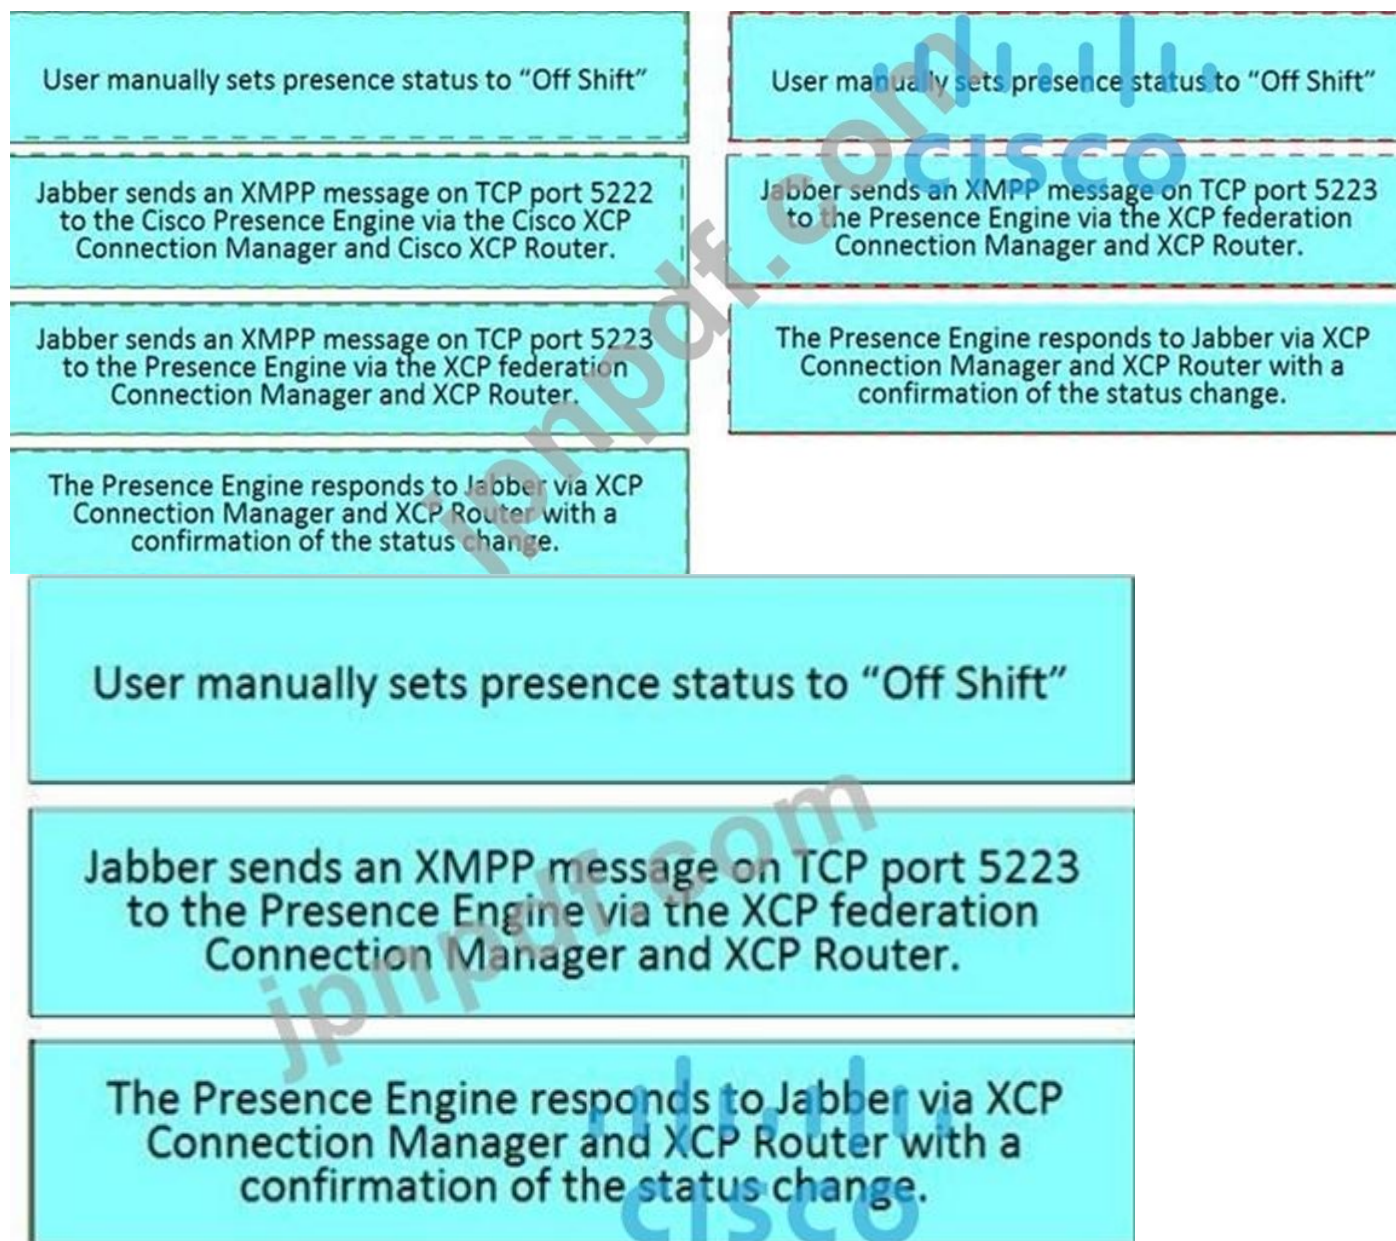 User manually sets presence status to “Off Shift”
Jabber sends an XMPP message on TCP port 5222
to the Cisco Presence Engine via the Cisco XCP
Connection Manager and Cisco XCP Router.
Jabber sends an XMPP message on TCP port 5223
to the Presence Engine via the XCP federation
Connection Manager and XCP Router.
The Presence Engine responds to Jabber via XCP
Connection Manager and XCP Router with a
confirmation of the status change.
User manually sets presence status to “Off Shift”
Jabber sends an XMPP message on TCP port 5223
to the Presence Engine via the XCP federation
Connection Manager and XCP Router.
The Presence Engine responds to Jabber via XCP
Connection Manager and XCP Router with a
confirmation of the status change.
cisco
jpnpdf.com
User manually sets presence status to “Off Shift”
Jabber sends an XMPP message on TCP port 5223
to the Presence Engine via the XCP federation
Connection Manager and XCP Router.
The Presence Engine responds to Jabber via XCP
Connection Manager and XCP Router with a
confirmation of the status change.
jpnpdf.com
cisco